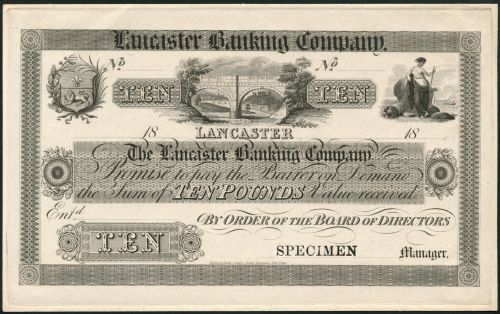 Lancaster Banking Company.
No No
TEN TEN
18 LANCASTER 18
The Lancaster Banking Company
Promise to pay the Bearer on Demand
the Sum of TEN POUNDS Value received
Entd
BY ORDER OF THE BOARD OF DIRECTORS
TEN
SPECIMEN Manager.